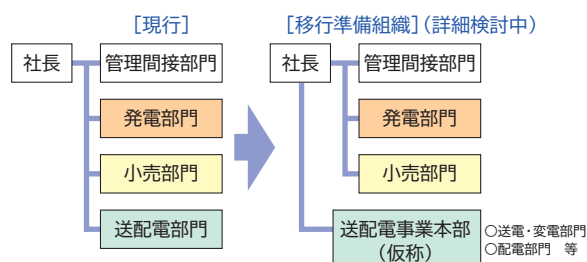 [現行]
社長
管理間接部門
発電部門
小売部門
送配電部門
[移行準備組織](詳細検討中)
社長
管理間接部門
発電部門
小売部門
送配電事業本部
(仮称)
○送電・変電部門
○配電部門 等